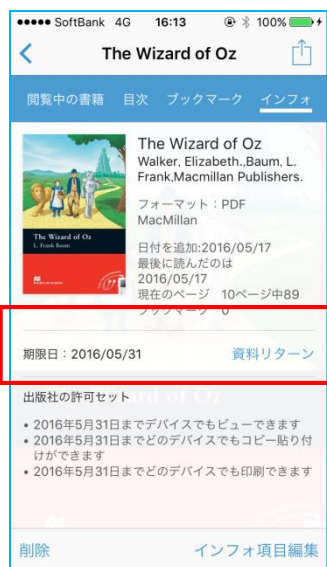 SoftBank 4G 16:13 100%
The Wizard of Oz
閲覧中の書籍 目次 ブックマーク インフォ
The Wizard of Oz
Walker, Elizabeth.,Baum, L.
Frank,Macmillan Publishers.
フォーマット：PDF
MacMillan
日付を追加:2016/05/17
最後に読んだのは
2016/05/17
現在のページ 10ページ中89
ブックマーク 0
The Wizard of Oz
L. Frank Baum
期限日：2016/05/31 資料リターン
出版社の許可セット
• 2016年5月31日までデバイスでもビューできます
• 2016年5月31日までどのデバイスでもコピー貼り付
けができます
• 2016年5月31日までどのデバイスでも印刷できます
削除 インフォ項目編集